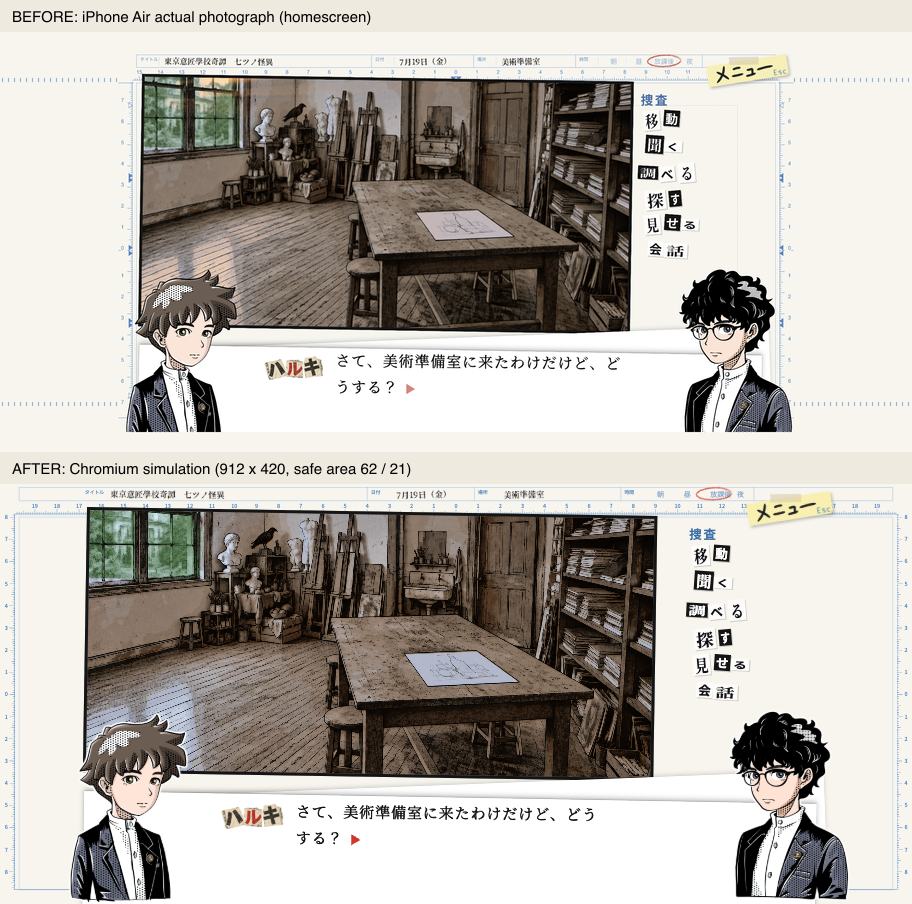 BEFORE: iPhone Air actual photograph (homescreen)
タイトル 東京意匠學校奇譚 七ツノ怪異 日付 7月19日（金） 場所 美術準備室 時間 朝 昼 放課後 夜
メニュー Esc
捜査
移動
聞く
調べる
探す
見せる
会話
ハルキ さて、美術準備室に来たわけだけど、ど
うする？
AFTER: Chromium simulation (912 x 420, safe area 62 / 21)
タイトル 東京意匠學校奇譚 七ツノ怪異 日付 7月19日（金） 場所 美術準備室 時間 朝 昼 放課後 夜
メニュー Esc
捜査
移動
聞く
調べる
探す
見せる
会話
ハルキ さて、美術準備室に来たわけだけど、どう
する？